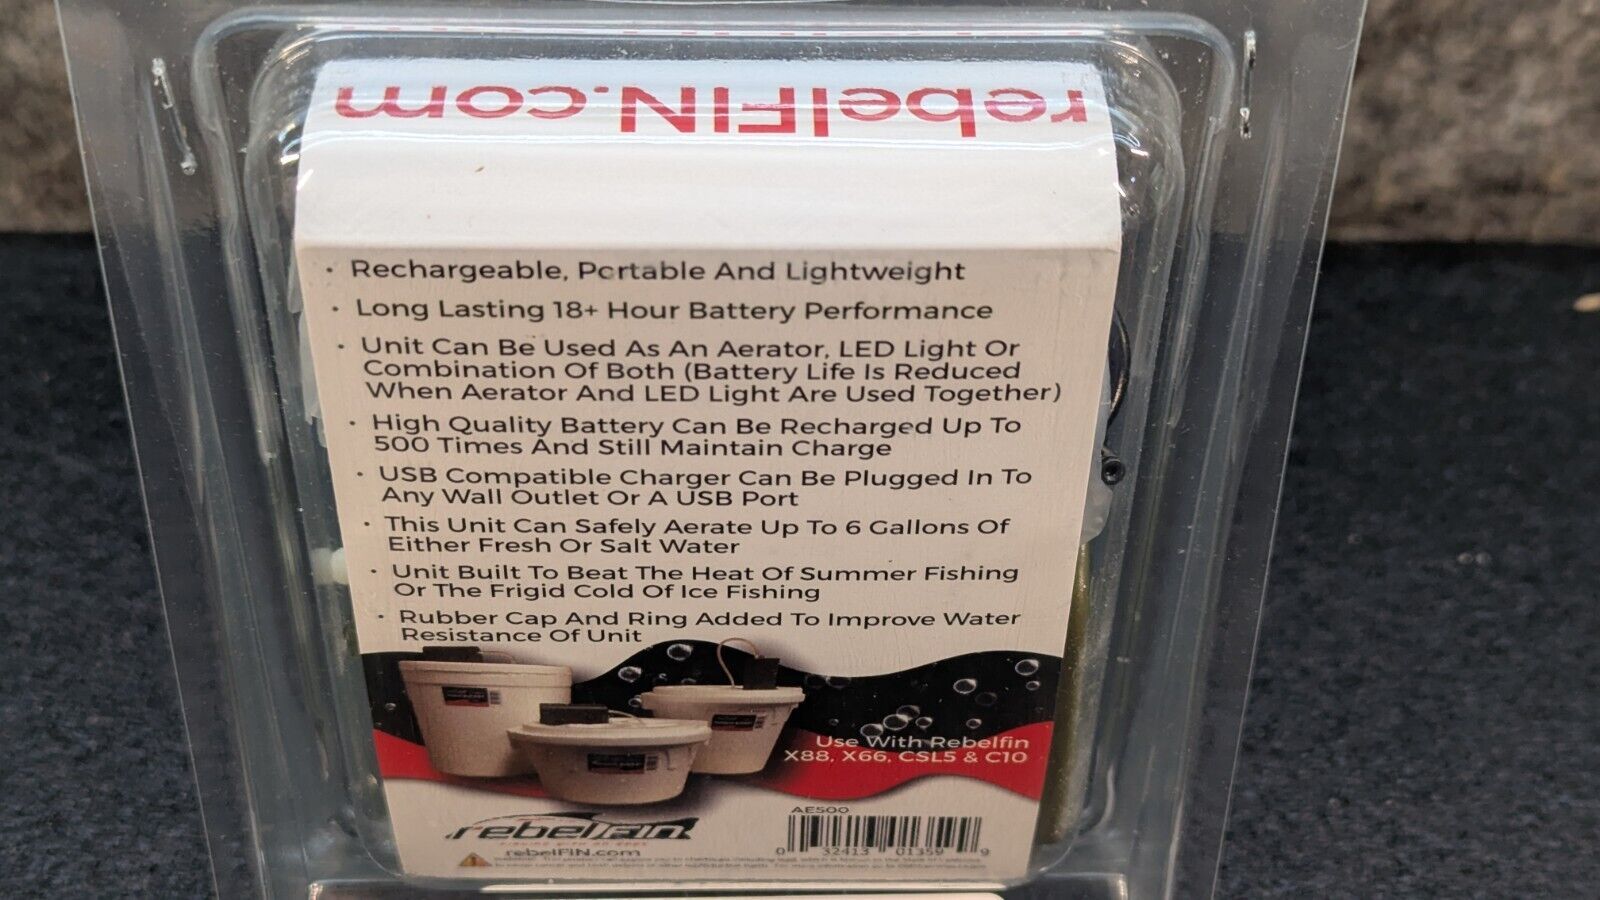 rebelFIN.com
• Rechargeable, Portable And Lightweight
• Long Lasting 18+ Hour Battery Performance
• Unit Can Be Used As An Aerator, LED Light Or
Combination Of Both (Battery Life Is Reduced
When Aerator And LED Light Are Used Together)
• High Quality Battery Can Be Recharged Up To
500 Times And Still Maintain Charge
• USB Compatible Charger Can Be Plugged In To
Any Wall Outlet Or A USB Port
• This Unit Can Safely Aerate Up To 6 Gallons Of
Either Fresh Or Salt Water
• Unit Built To Beat The Heat Of Summer Fishing
Or The Frigid Cold Of Ice Fishing
• Rubber Cap And Ring Added To Improve Water
Resistance Of Unit
Use With Rebelfin
X88, X66, CSL5 & C10
AE500
0 32413 01359 9
rebelfin
FISHING WITH AN EDGE
rebelFIN.com